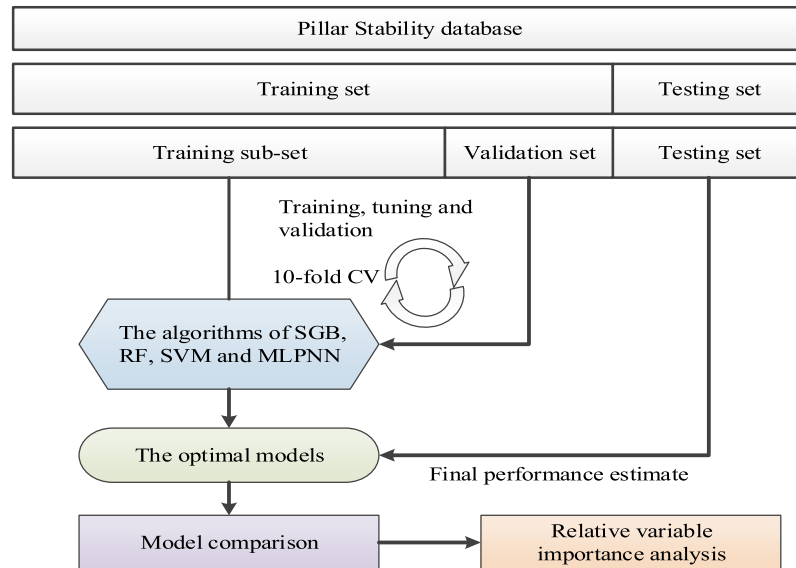 Pillar Stability database
Training set
Testing set
Training sub-set
Validation set
Testing set
Training, tuning and
validation
10-fold CV
The algorithms of SGB,
RF, SVM and MLPNN
The optimal models
Final performance estimate
Model comparison
Relative variable
importance analysis